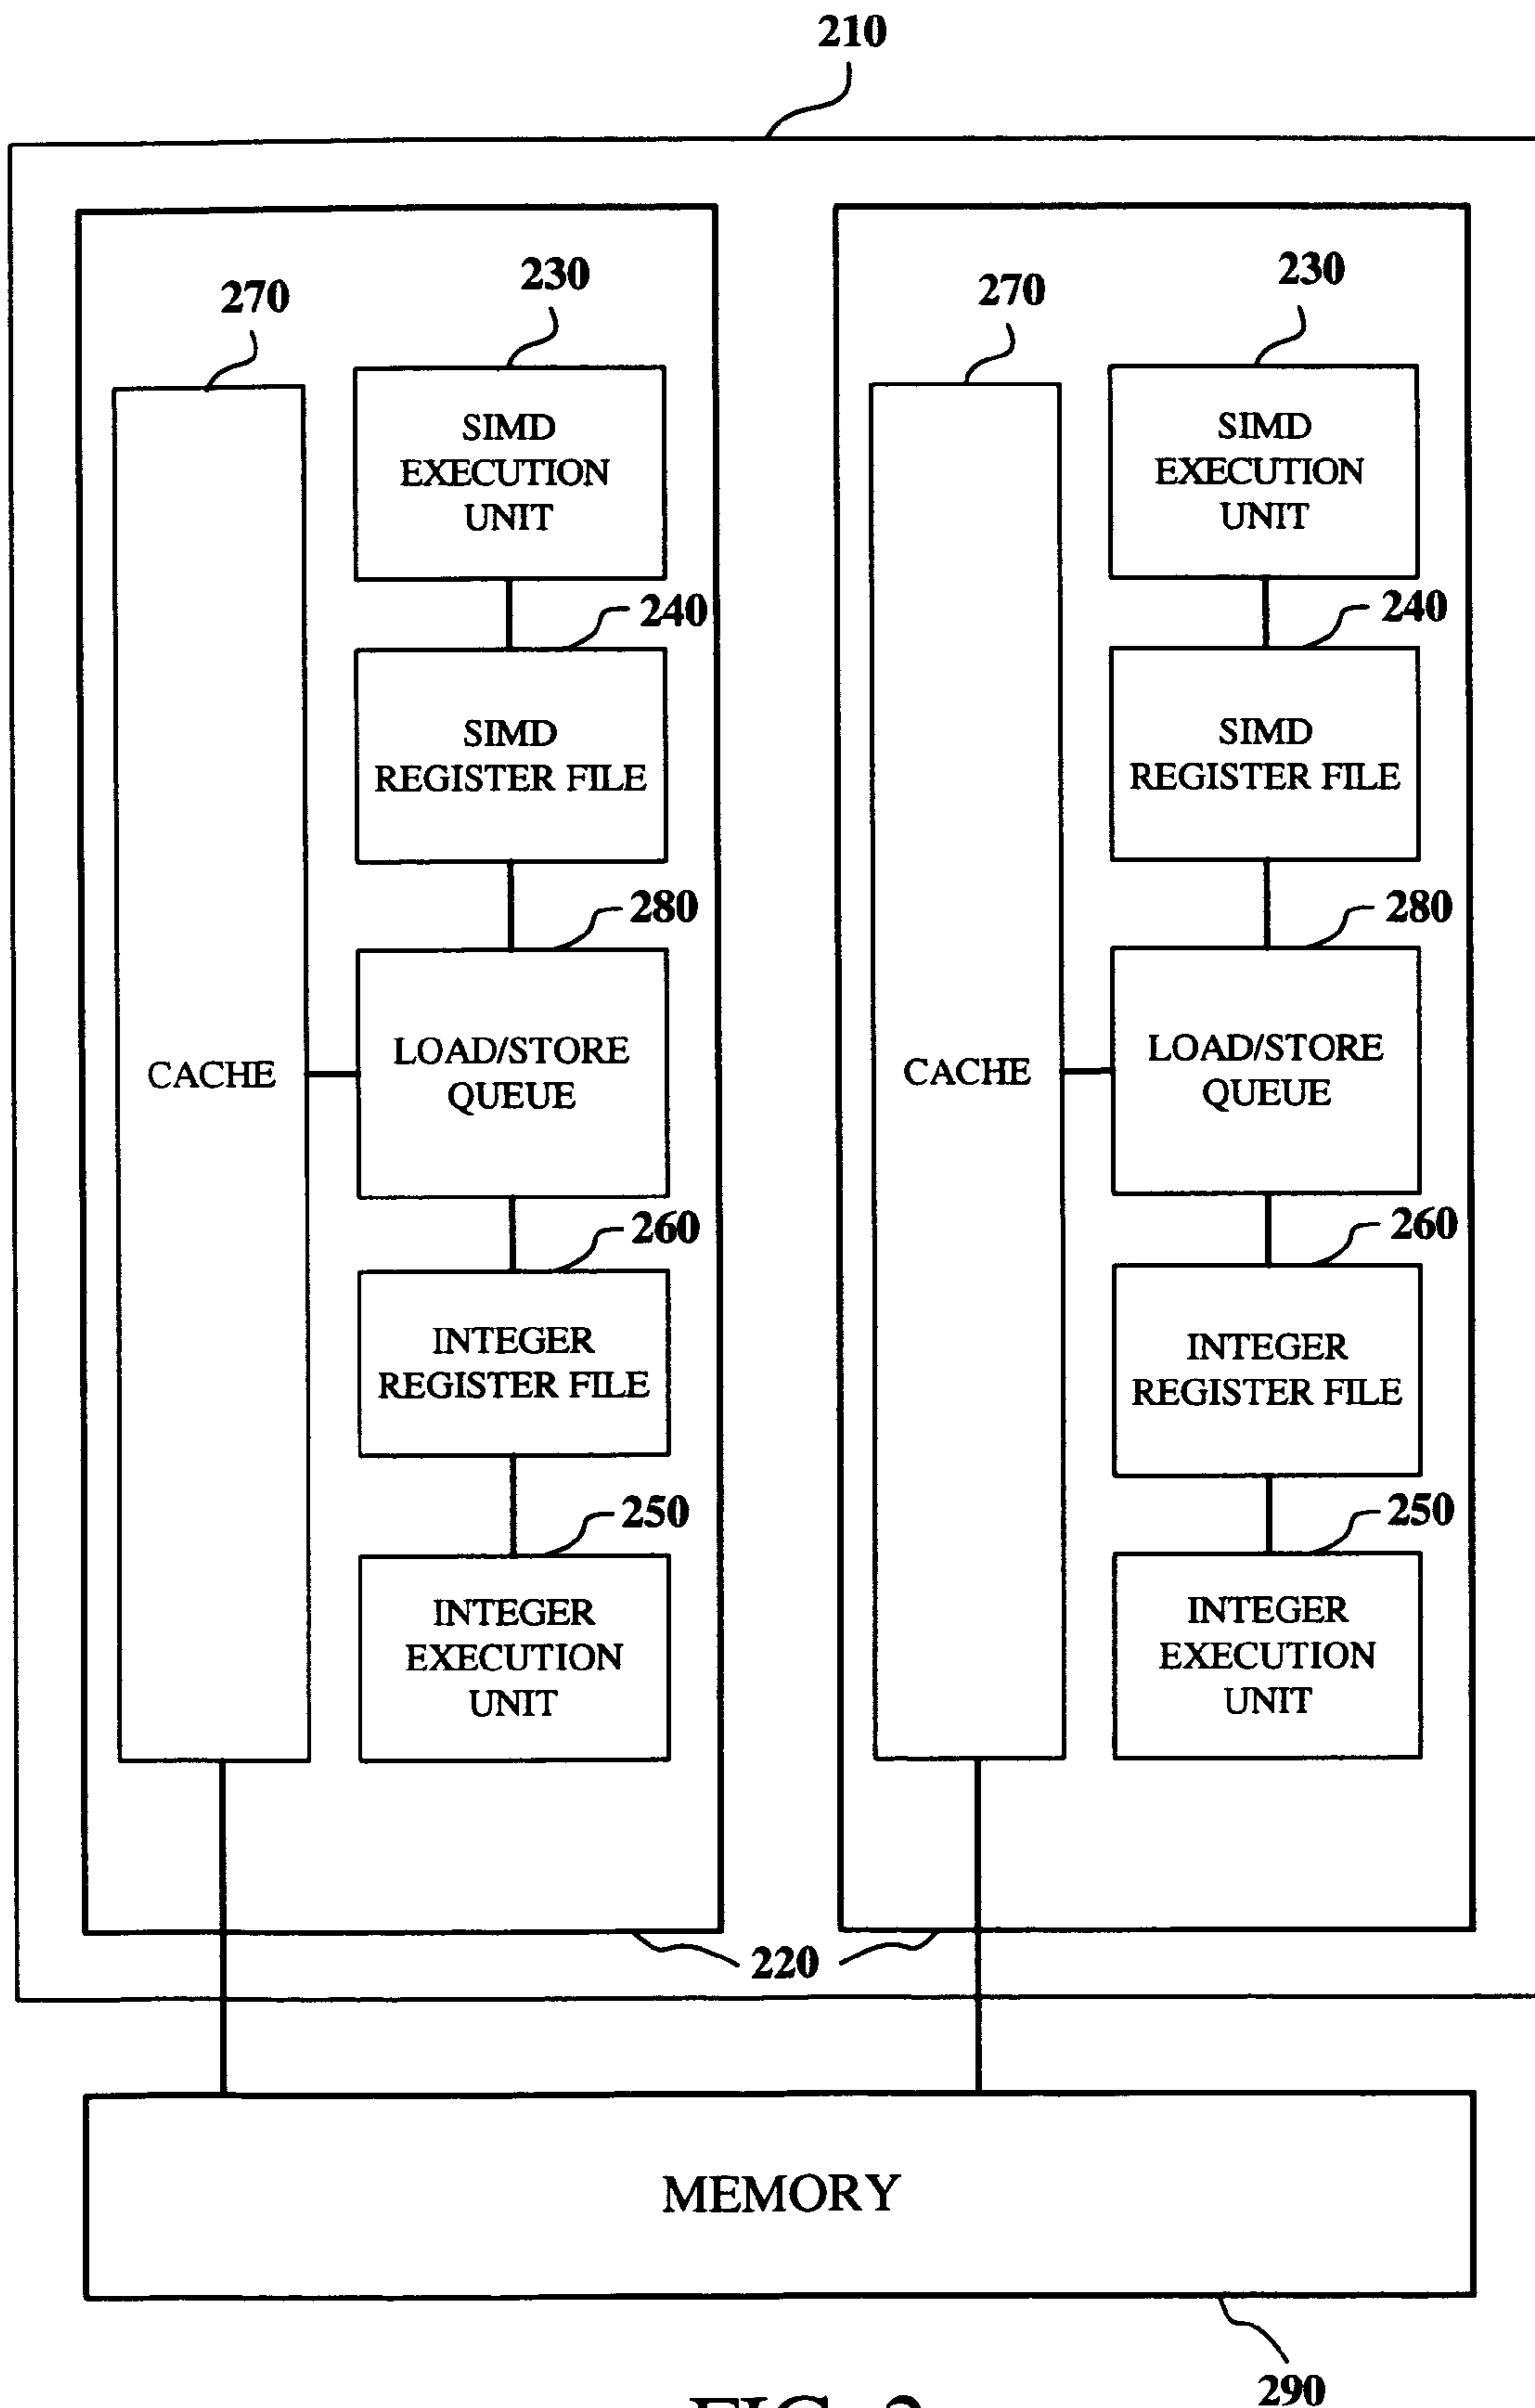 210
270
230
SIMD
EXECUTION
UNIT
240
SIMD
REGISTER FILE
280
CACHE
LOAD/STORE
QUEUE
260
INTEGER
REGISTER FILE
250
INTEGER
EXECUTION
UNIT
270
230
SIMD
EXECUTION
UNIT
240
SIMD
REGISTER FILE
280
CACHE
LOAD/STORE
QUEUE
260
INTEGER
REGISTER FILE
250
INTEGER
EXECUTION
UNIT
220
MEMORY
290
FIG. 2